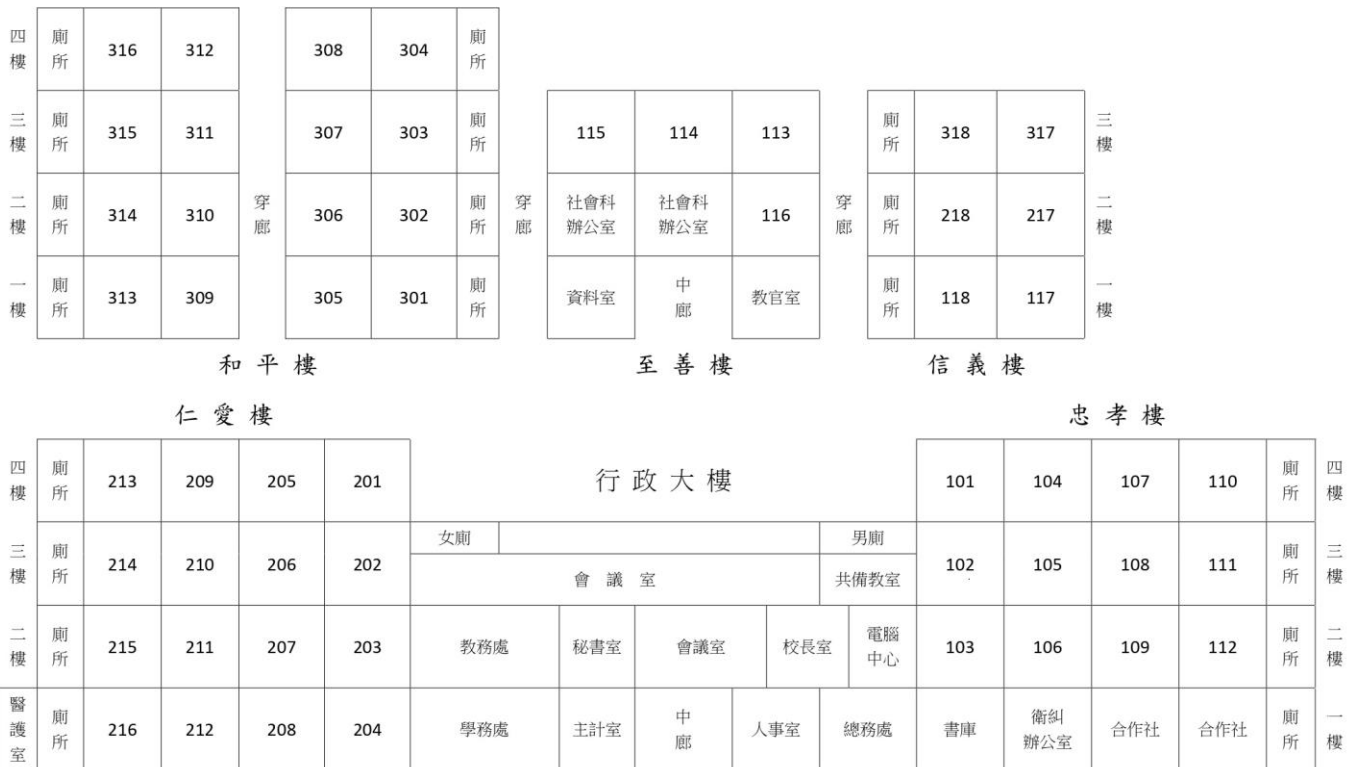 四樓 廁所 316 312 308 304 廁所
三樓 廁所 315 311 307 303 廁所 115 114 113 廁所 318 317 三樓
二樓 廁所 314 310 穿廊 306 302 廁所 穿廊 社會科辦公室 社會科辦公室 116 穿廊 廁所 218 217 二樓
一樓 廁所 313 309 305 301 廁所 資料室 中廊 教官室 廁所 118 117 一樓
和平樓 至善樓 信義樓
仁愛樓 忠孝樓
四樓 廁所 213 209 205 201 行政大樓 101 104 107 110 廁所 四樓
女廁 男廁
三樓 廁所 214 210 206 202 會議室 共備教室 102 105 108 111 廁所 三樓
二樓 廁所 215 211 207 203 教務處 秘書室 會議室 校長室 電腦中心 103 106 109 112 廁所 二樓
醫護室 廁所 216 212 208 204 學務處 主計室 中廊 人事室 總務處 書庫 衛糾辦公室 合作社 合作社 廁所 一樓